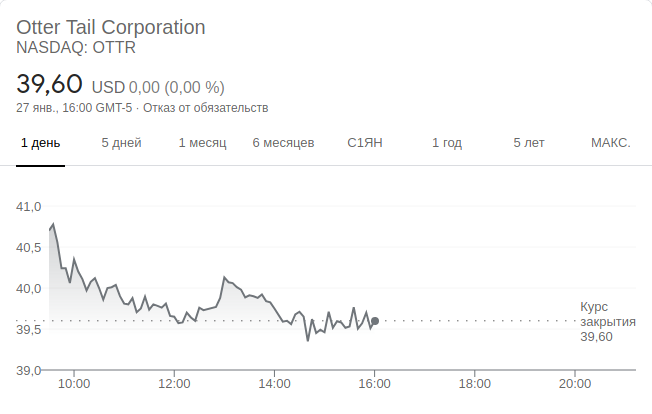 Otter Tail Corporation
NASDAQ: OTTR
39,60 USD 0,00 (0,00 %)
27 янв., 16:00 GMT-5 · Отказ от обязательств
1 день 5 дней 1 месяц 6 месяцев С1ЯН 1 год 5 лет МАКС.
41,0
40,5
40,0
39,5
39,0
Курс
закрытия
39,60
10:00 12:00 14:00 16:00 18:00 20:00